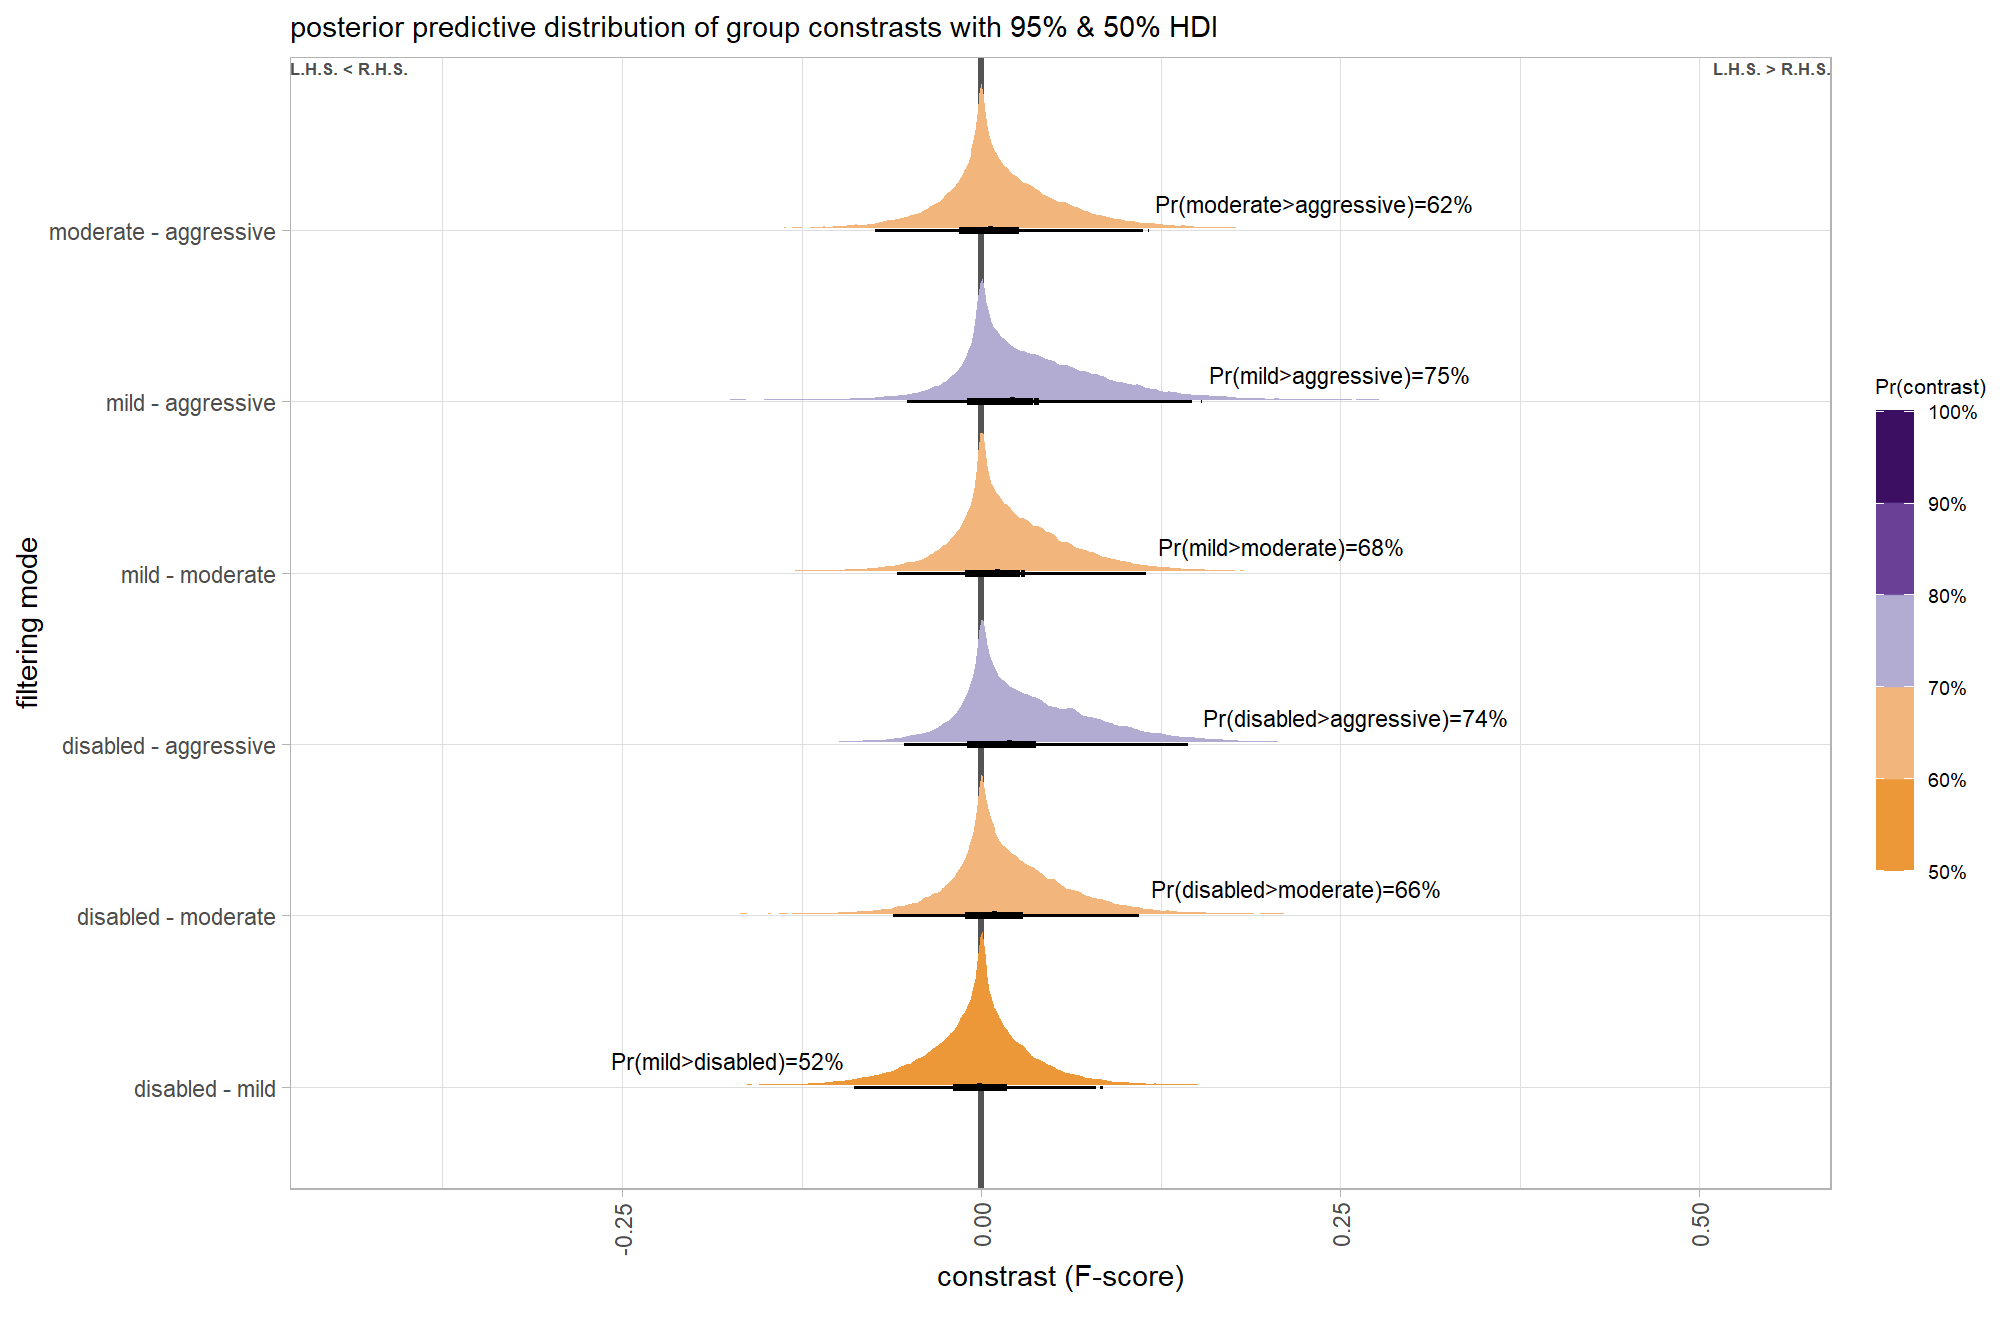 posterior predictive distribution of group constrasts with 95% & 50% HDI
L.H.S. < R.H.S.
L.H.S. > R.H.S.
moderate - aggressive
Pr(moderate>aggressive)=62%
mild - aggressive
Pr(mild>aggressive)=75%
mild - moderate
Pr(mild>moderate)=68%
disabled - aggressive
Pr(disabled>aggressive)=74%
disabled - moderate
Pr(disabled>moderate)=66%
disabled - mild
Pr(mild>disabled)=52%
filtering mode
-0.25
0.00
0.25
0.50
constrast (F-score)
Pr(contrast)
100%
90%
80%
70%
60%
50%